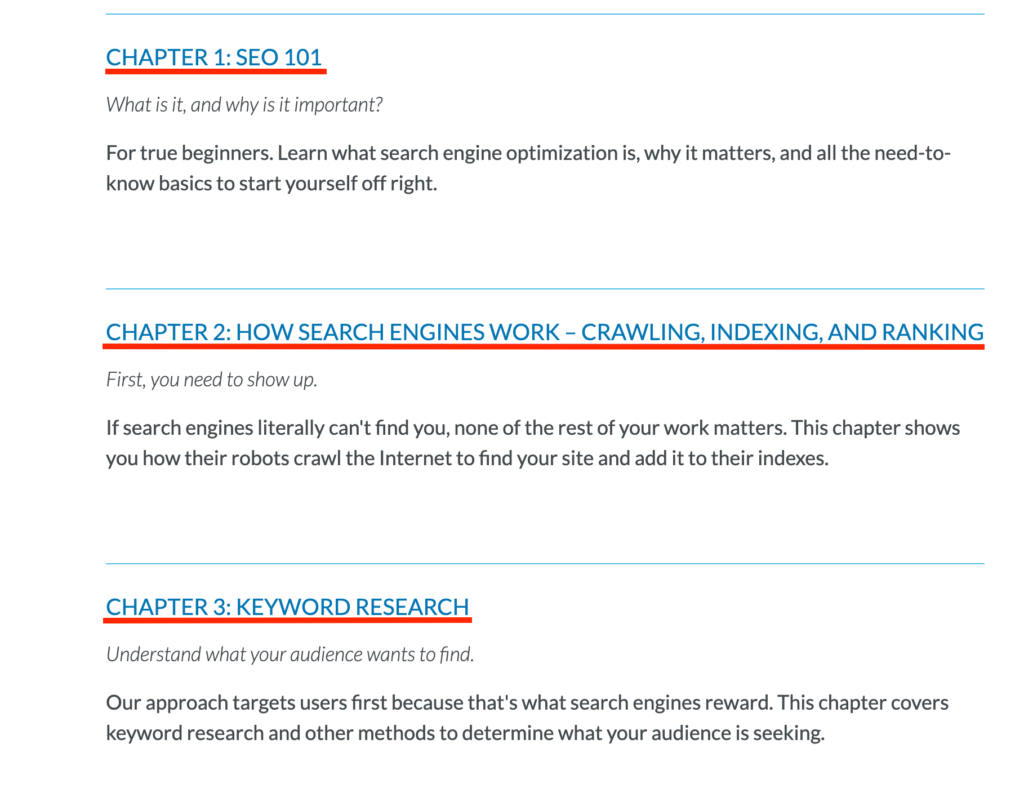 CHAPTER 1: SEO 101
What is it, and why is it important?
For true beginners. Learn what search engine optimization is, why it matters, and all the need-to-
know basics to start yourself off right.
CHAPTER 2: HOW SEARCH ENGINES WORK – CRAWLING, INDEXING, AND RANKING
First, you need to show up.
If search engines literally can't find you, none of the rest of your work matters. This chapter shows
you how their robots crawl the Internet to find your site and add it to their indexes.
CHAPTER 3: KEYWORD RESEARCH
Understand what your audience wants to find.
Our approach targets users first because that's what search engines reward. This chapter covers
keyword research and other methods to determine what your audience is seeking.